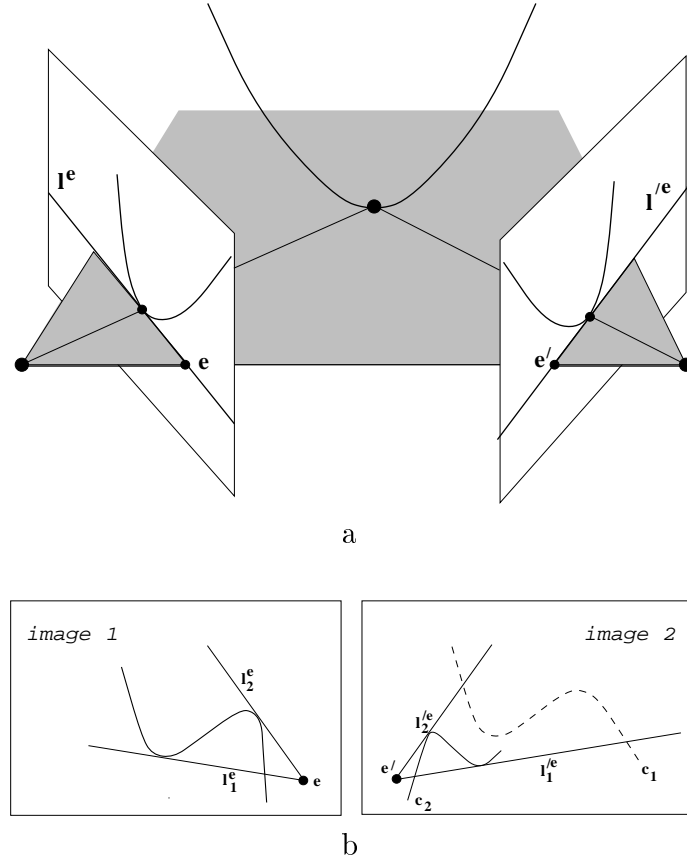 l^e
l^/e
e
e/
a
image 1
image 2
l_2^e
l_2^/e
e/
l_1^e
e
l_1^/e
c_1
c_2
b